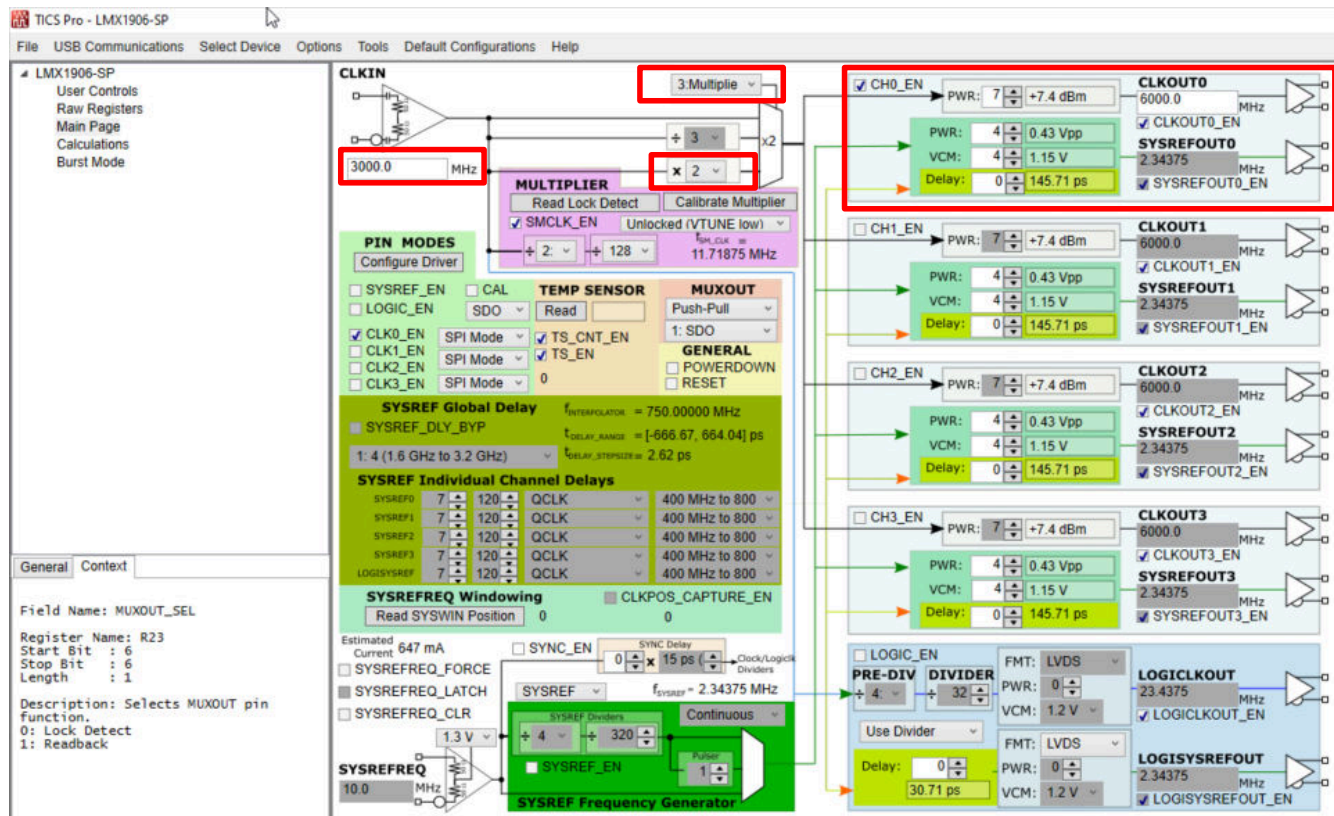 TICS Pro - LMX1906-SP
File USB Communications Select Device Options Tools Default Configurations Help
LMX1906-SP
User Controls
Raw Registers
Main Page
Calculations
Burst Mode
General Context
Field Name: MUXOUT_SEL
Register Name: R23
Start Bit : 6
Stop Bit : 6
Length : 1
Description: Selects MUXOUT pin
function.
0: Lock Detect
1: Readback
CLKIN
3000.0 MHz
3:Multiplie
÷ 3
x2
x 2
MULTIPLIER
Read Lock Detect Calibrate Multiplier
SMCLK_EN Unlocked (VTUNE low)
÷ 2: ÷ 128 fSM_CLK = 
11.71875 MHz
PIN MODES
Configure Driver
SYSREF_EN CAL
LOGIC_EN SDO
CLK0_EN SPI Mode
CLK1_EN SPI Mode
CLK2_EN
CLK3_EN SPI Mode
TEMP SENSOR
Read
TS_CNT_EN
TS_EN
0
MUXOUT
Push-Pull
1: SDO
GENERAL
POWERDOWN
RESET
SYSREF Global Delay fINTERPOLATOR = 750.00000 MHz
SYSREF_DLY_BYP tDELAY_RANGE = [-666.67, 664.04] ps
1: 4 (1.6 GHz to 3.2 GHz) tDELAY_STEPSIZE = 2.62 ps
SYSREF Individual Channel Delays
SYSREF0 7 120 QCLK 400 MHz to 800
SYSREF1 7 120 QCLK 400 MHz to 800
SYSREF2 7 120 QCLK 400 MHz to 800
SYSREF3 7 120 QCLK 400 MHz to 800
LOGISYSREF 7 120 QCLK 400 MHz to 800
SYSREFREQ Windowing CLKPOS_CAPTURE_EN
Read SYSWIN Position 0 0
Estimated
Current 647 mA
SYNC_EN
SYNC Delay
0 x 15 ps (
Clock/Logiclk
Dividers
SYSREFREQ_FORCE
SYSREFREQ_LATCH
SYSREFREQ_CLR
SYSREF fSYSREF = 2.34375 MHz
SYSREF Dividers
÷ 4 ÷ 320
Continuous
SYSREF_EN
Pulser
1
SYSREF Frequency Generator
1.3 V
SYSREFREQ
10.0 MHz
CH0_EN PWR: 7 +7.4 dBm CLKOUT0
6000.0 MHz
CLKOUT0_EN
PWR: 4 0.43 Vpp
VCM: 4 1.15 V
Delay: 0 145.71 ps
SYSREFOUT0
2.34375 MHz
SYSREFOUT0_EN
CH1_EN PWR: 7 +7.4 dBm CLKOUT1
6000.0 MHz
CLKOUT1_EN
PWR: 4 0.43 Vpp
VCM: 4 1.15 V
Delay: 0 145.71 ps
SYSREFOUT1
2.34375 MHz
SYSREFOUT1_EN
CH2_EN PWR: 7 +7.4 dBm CLKOUT2
6000.0 MHz
CLKOUT2_EN
PWR: 4 0.43 Vpp
VCM: 4 1.15 V
Delay: 0 145.71 ps
SYSREFOUT2
2.34375 MHz
SYSREFOUT2_EN
CH3_EN PWR: 7 +7.4 dBm CLKOUT3
6000.0 MHz
CLKOUT3_EN
PWR: 4 0.43 Vpp
VCM: 4 1.15 V
Delay: 0 145.71 ps
SYSREFOUT3
2.34375 MHz
SYSREFOUT3_EN
LOGIC_EN
PRE-DIV DIVIDER
÷ 4: ÷ 32
FMT: LVDS
PWR: 0
VCM: 1.2 V
LOGICLKOUT
23.4375 MHz
LOGICLKOUT_EN
Use Divider
Delay: 0
30.71 ps
FMT: LVDS
PWR: 0
VCM: 1.2 V
LOGISYSREFOUT
2.34375 MHz
LOGISYSREFOUT_EN